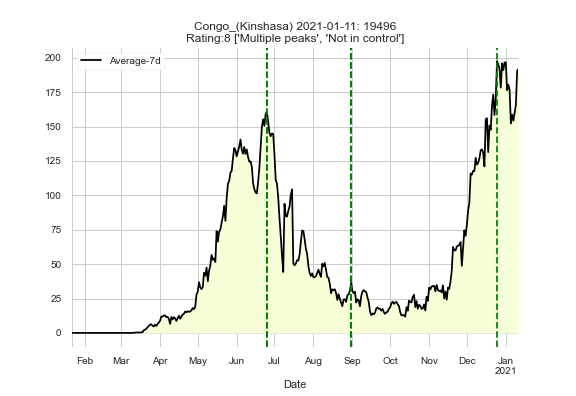 Congo_(Kinshasa) 2021-01-11: 19496
Rating:8 ['Multiple peaks', 'Not in control']
Average-7d
200
175
150
125
100
75
50
25
0
Feb Mar Apr May Jun Jul Aug Sep Oct Nov Dec Jan
2021
Date